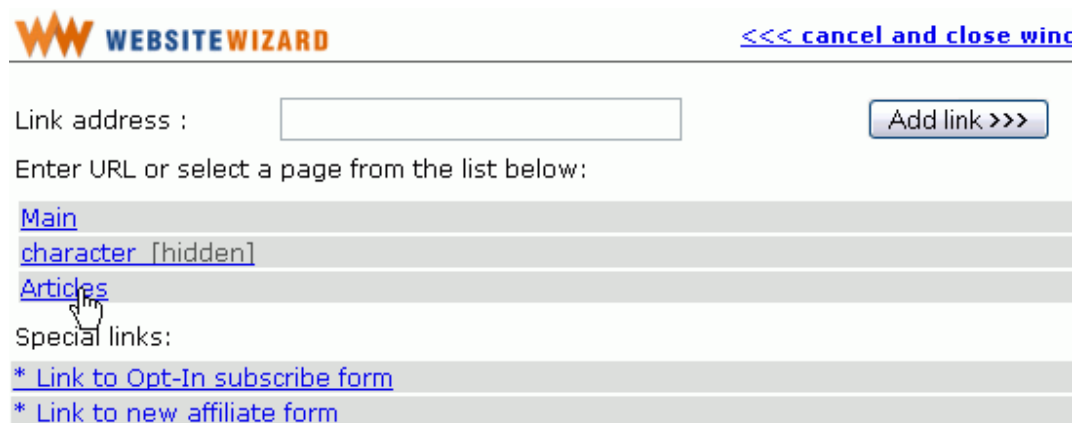 WEBSITEWIZARD
<<< cancel and close
Link address :
Add link >>>
Enter URL or select a page from the list below:
Main
character [hidden]
Articles
Special links:
* Link to Opt-In subscribe form
* Link to new affiliate form